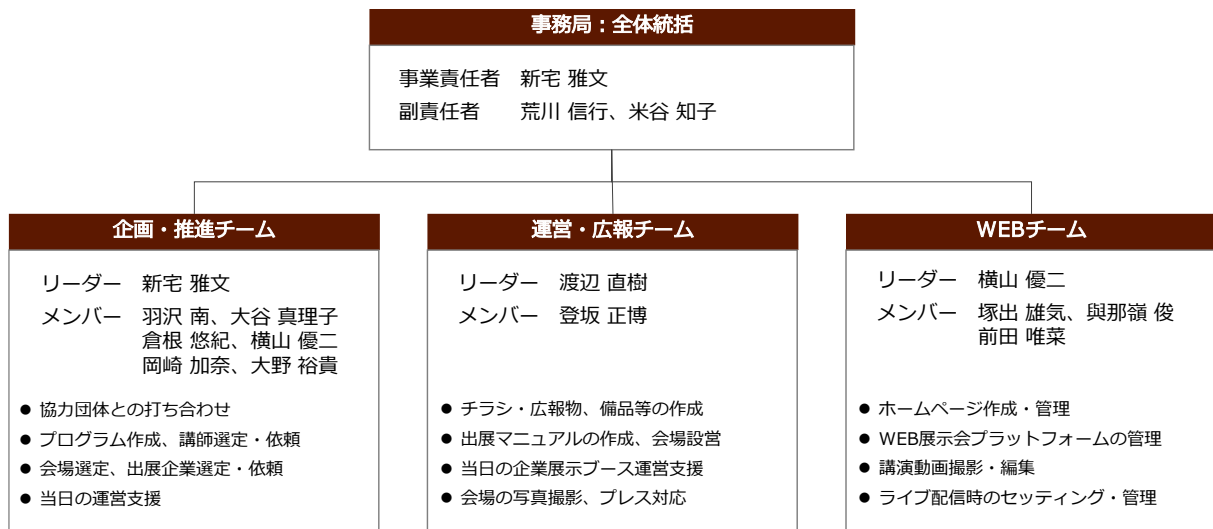 事務局：全体統括
事業責任者 新宅 雅文
副責任者 荒川 信行、米谷 知子
企画・推進チーム
リーダー 新宅 雅文
メンバー 羽沢 南、大谷 真理子
倉根 悠紀、横山 優二
岡崎 加奈、大野 裕貴
● 協力団体との打ち合わせ
● プログラム作成、講師選定・依頼
● 会場選定、出展企業選定・依頼
● 当日の運営支援
運営・広報チーム
リーダー 渡辺 直樹
メンバー 登坂 正博
● チラシ・広報物、備品等の作成
● 出展マニュアルの作成、会場設営
● 当日の企業展示ブース運営支援
● 会場の写真撮影、プレス対応
WEBチーム
リーダー 横山 優二
メンバー 塚出 雄気、與那嶺 俊
前田 唯菜
● ホームページ作成・管理
● WEB展示会プラットフォームの管理
● 講演動画撮影・編集
● ライブ配信時のセッティング・管理